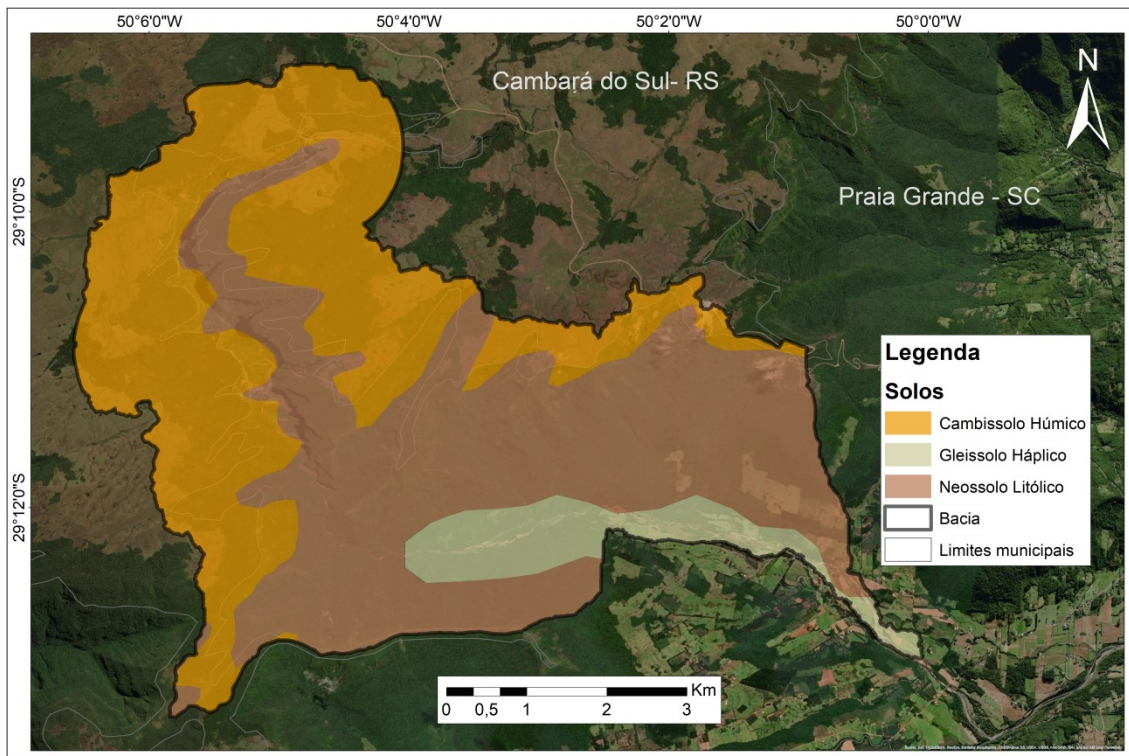 50°6'0"W 50°4'0"W 50°2'0"W 50°0'0"W
Cambará do Sul- RS
N
Praia Grande - SC
29°10'0"S
29°12'0"S
Legenda
Solos
Cambissolo Húmico
Gleissolo Háplico
Neossolo Litólico
Bacia
Limites municipais
Km
0 0,5 1 2 3